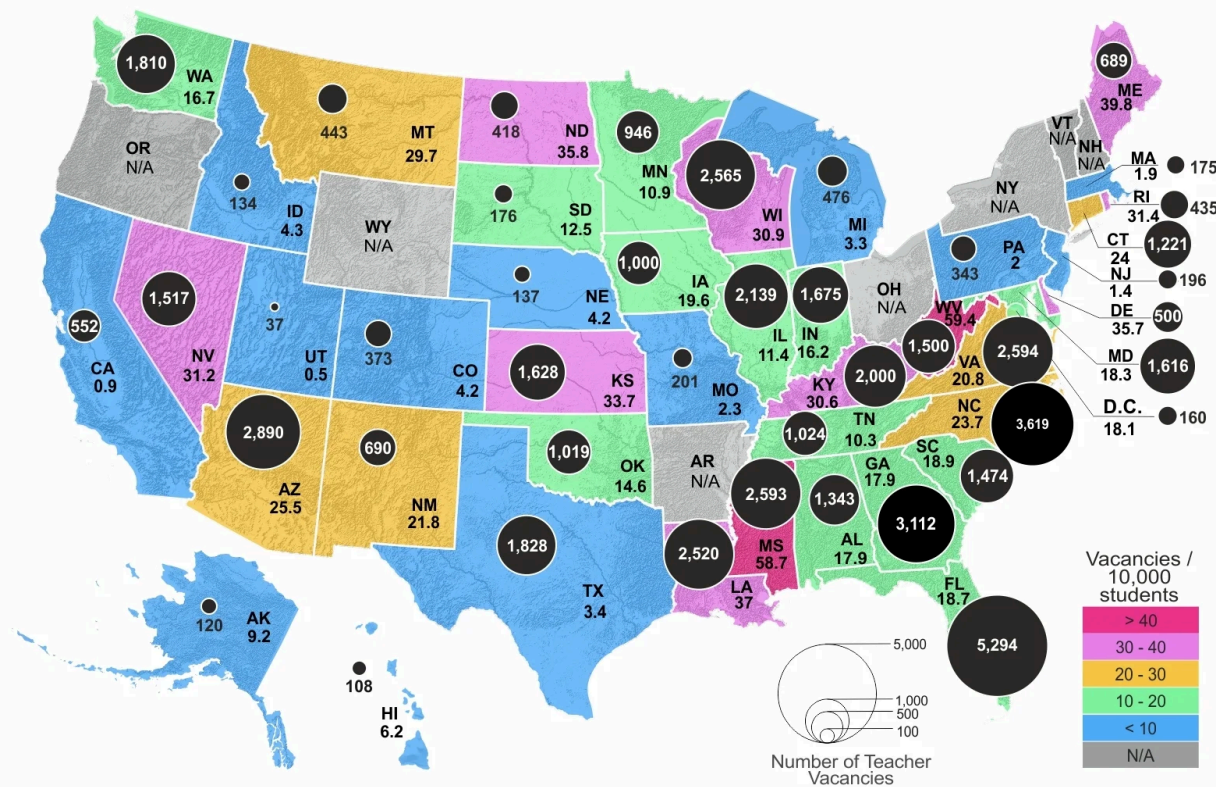 1,810
WA
16.7
OR
N/A
134
ID
4.3
443
MT
29.7
WY
N/A
418
ND
35.8
176
SD
12.5
137
NE
4.2
946
MN
10.9
2,565
WI
30.9
476
MI
3.3
689
ME
39.8
VT
N/A
NH
N/A
NY
N/A
MA
1.9
175
RI
31.4
435
CT
24
1,221
NJ
1.4
196
DE
35.7
500
MD
18.3
1,616
D.C.
18.1
160
343
PA
2
552
CA
0.9
1,517
NV
31.2
37
UT
0.5
373
CO
4.2
1,628
KS
33.7
1,000
IA
19.6
201
MO
2.3
2,139
IL
11.4
1,675
IN
16.2
OH
N/A
WV
59.4
1,500
2,000
KY
30.6
2,594
VA
20.8
NC
23.7
3,619
1,024
TN
10.3
SC
18.9
1,474
GA
17.9
3,112
1,343
AL
17.9
2,593
MS
58.7
2,520
LA
37
AR
N/A
1,019
OK
14.6
2,890
AZ
25.5
690
NM
21.8
1,828
TX
3.4
FL
18.7
5,294
120
AK
9.2
108
HI
6.2
5,000
1,000
500
100
Number of Teacher
Vacancies
Vacancies /
10,000
students
> 40
30 - 40
20 - 30
10 - 20
< 10
N/A